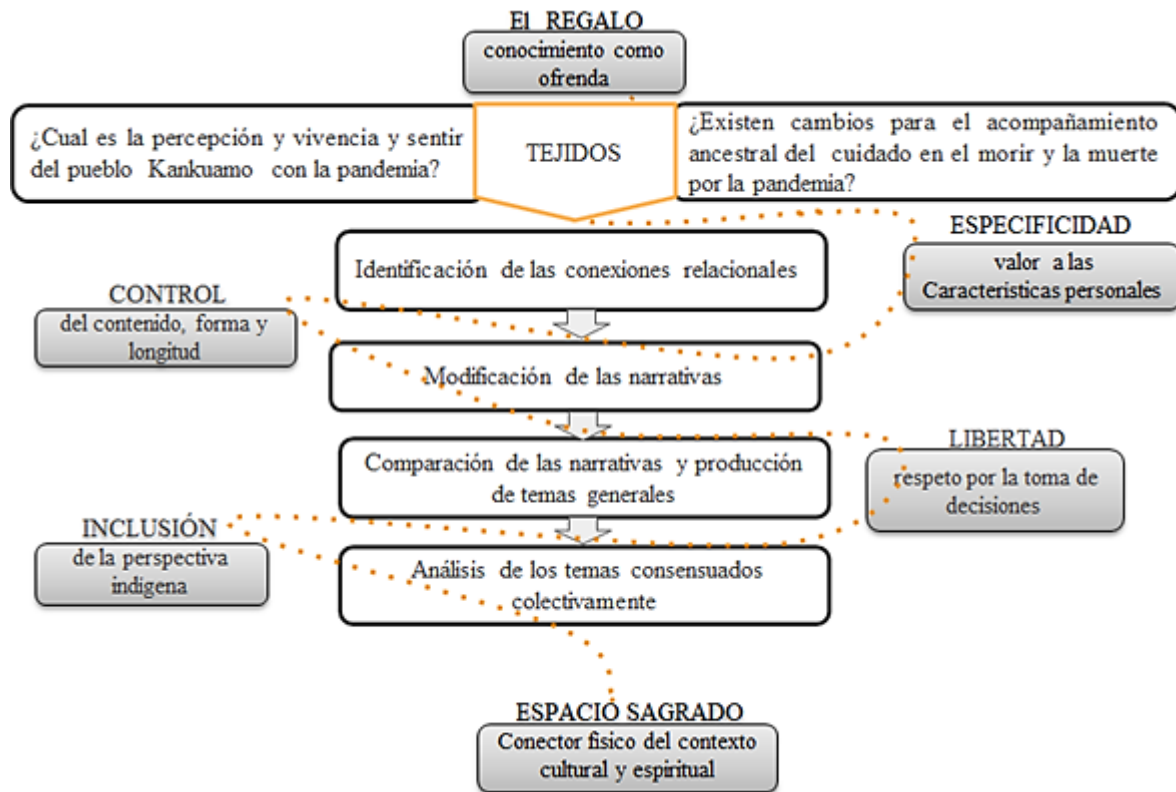 El REGALO
conocimiento como
ofrenda
¿Cual es la percepción y vivencia y sentir
del pueblo Kankuamo con la pandemia?
TEJIDOS
¿Existen cambios para el acompañamiento
ancestral del cuidado en el morir y la muerte
por la pandemia?
ESPECIFICIDAD
valor a las
Caracteristicas personales
Identificación de las conexiones relacionales
CONTROL
del contenido, forma y
longitud
Modificación de las narrativas
LIBERTAD
respeto por la toma de
decisiones
Comparación de las narrativas y producción
de temas generales
INCLUSIÓN
de la perspectiva
indigena
Análisis de los temas consensuados
colectivamente
ESPACIO SAGRADO
Conector fisico del contexto
cultural y espiritual